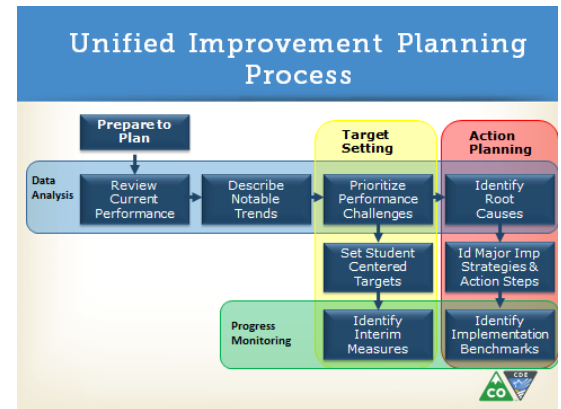 Unified Improvement Planning
Process
Prepare to
Plan
Target
Setting
Action
Planning
Data
Analysis
Review
Current
Performance
Describe
Notable
Trends
Prioritize
Performance
Challenges
Identify
Root
Causes
Set Student
Centered
Targets
Id Major Imp
Strategies &
Action Steps
Progress
Monitoring
Identify
Interim
Measures
Identify
Implementation
Benchmarks
CO
CDE